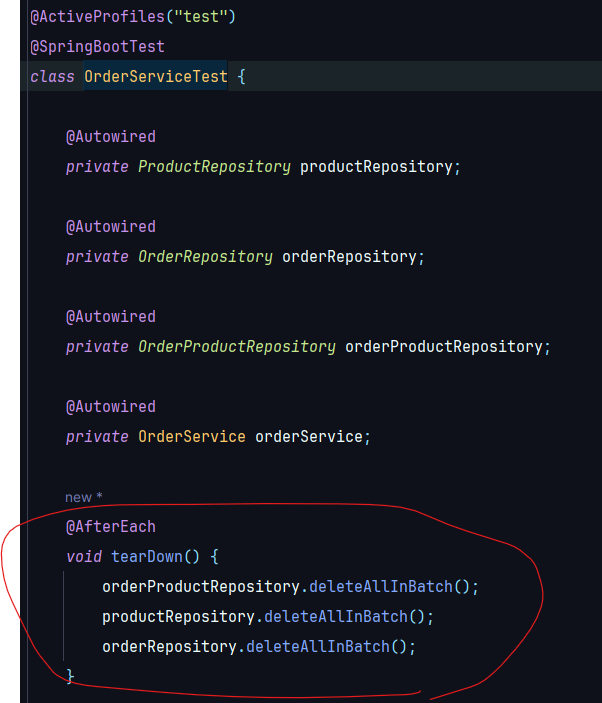 @ActiveProfiles("test")
@SpringBootTest
class OrderServiceTest {
@Autowired
private ProductRepository productRepository;
@Autowired
private OrderRepository orderRepository;
@Autowired
private OrderProductRepository orderProductRepository;
@Autowired
private OrderService orderService;
new *
@AfterEach
void tearDown() {
orderProductRepository.deleteAllInBatch();
productRepository.deleteAllInBatch();
orderRepository.deleteAllInBatch();
}